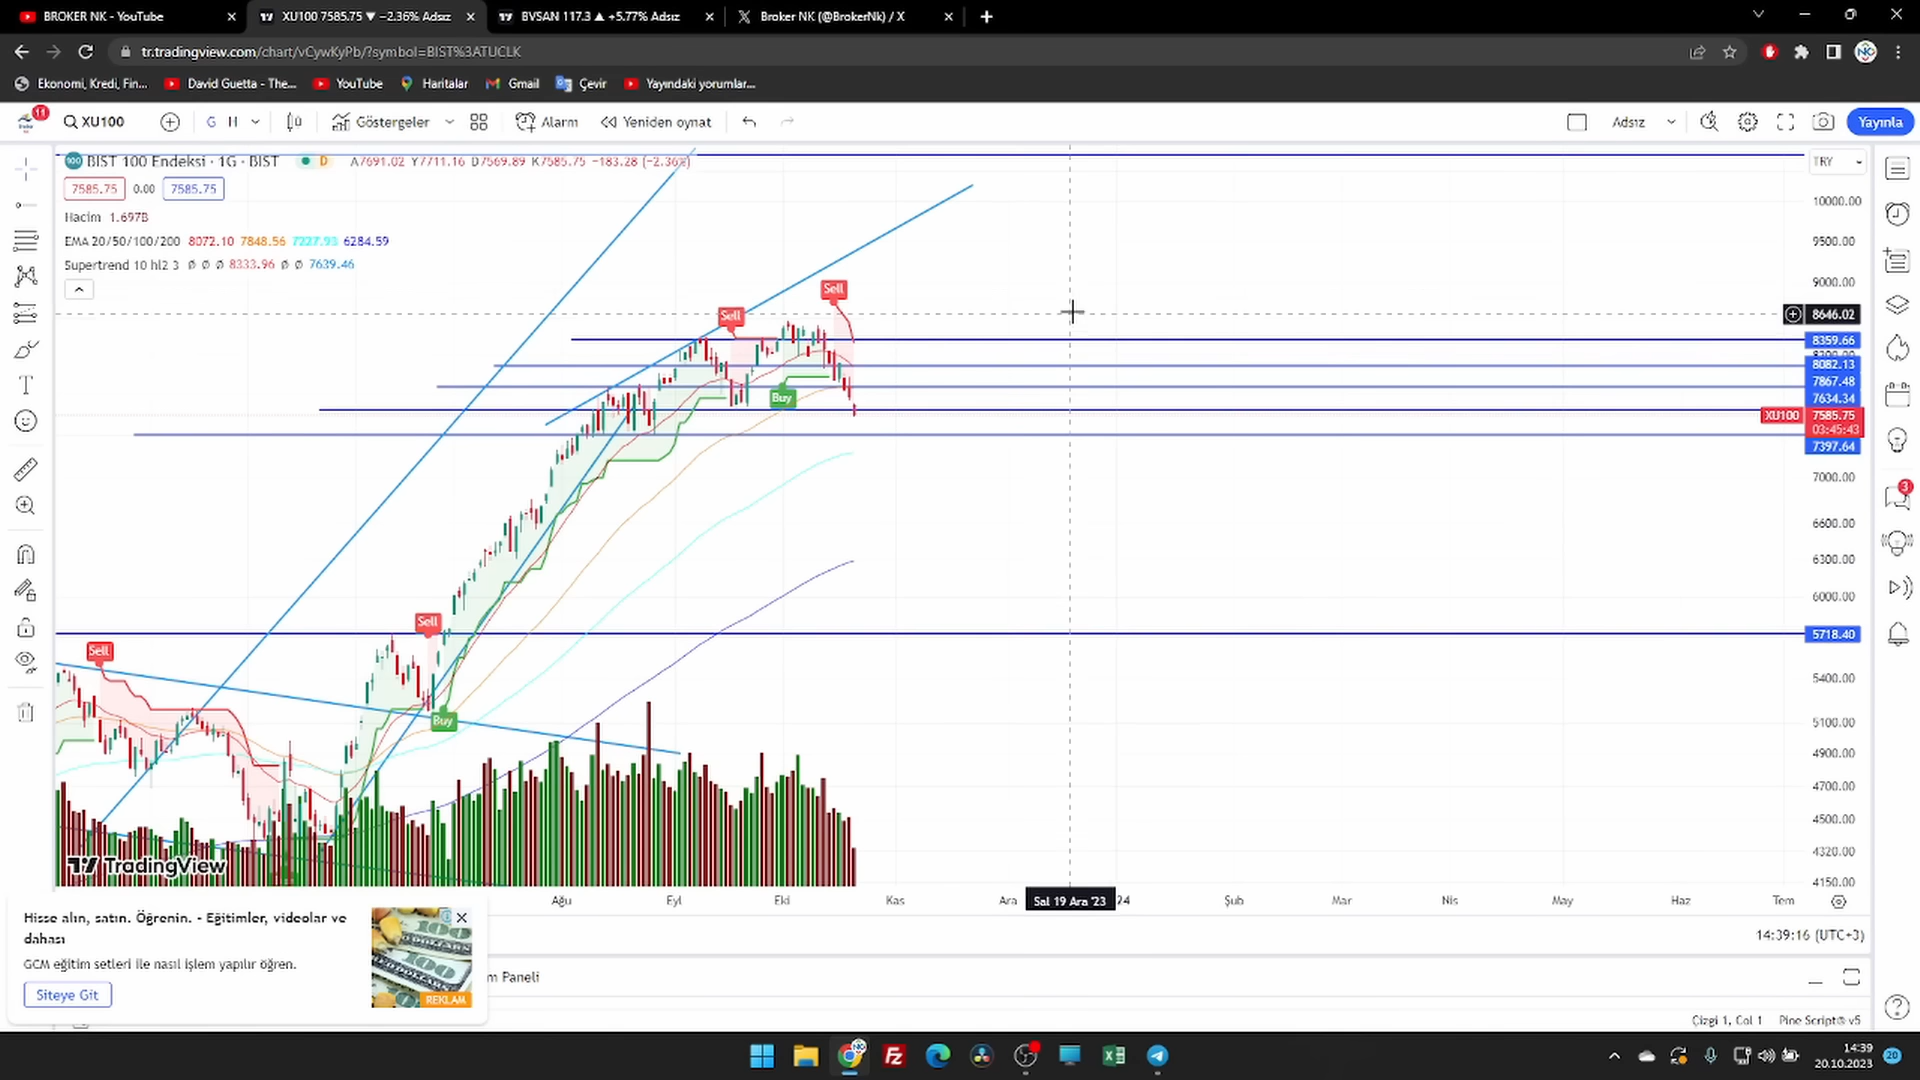 BROKER NK - YouTube
XU100 7585.75 ▼ −2.36% Adsız
BVSAN 117.3 ▲ +5.77% Adsız
Broker NK (@BrokerNk) / X
tr.tradingview.com/chart/vCywKyPb/?symbol=BIST%3ATUCLK
Ekonomi, Kredi, Fin...
David Guetta - The...
YouTube
Haritalar
Gmail
Çevir
Yayındaki yorumlar...
11
XU100
G H
Göstergeler
Alarm
Yeniden oynat
Adsız
Yayınla
BIST 100 Endeksi · 1G · BIST
D
A7691.02 Y7711.16 D7569.89 K7585.75 −183.28 (−2.36%)
TRY
7585.75 0.00 7585.75
Hacim 1.697B
EMA 20/50/100/200 8072.10 7848.56 7227.93 6284.59
Supertrend 10 hl2 3 ø ø ø 8333.96 ø ø 7639.46
10000.00
9500.00
9000.00
8646.02
8359.66
8082.13
7867.48
7634.34
XU100 7585.75
03:45:43
7397.64
7000.00
6600.00
6300.00
6000.00
5718.40
5400.00
5100.00
4900.00
4700.00
4500.00
4320.00
4150.00
Sell
Sell
Buy
Sell
Sell
Buy
3
TradingView
Ağu
Eyl
Eki
Kas
Ara
Sal 19 Ara '23
24
Şub
Mar
Nis
May
Haz
Tem
Hisse alın, satın. Öğrenin. - Eğitimler, videolar ve
dahası
GCM eğitim setleri ile nasıl işlem yapılır öğren.
Siteye Git
REKLAM
14:39:16 (UTC+3)
m Paneli
Çizgi 1, Col 1 Pine Script® v5
14:39
20.10.2023
20